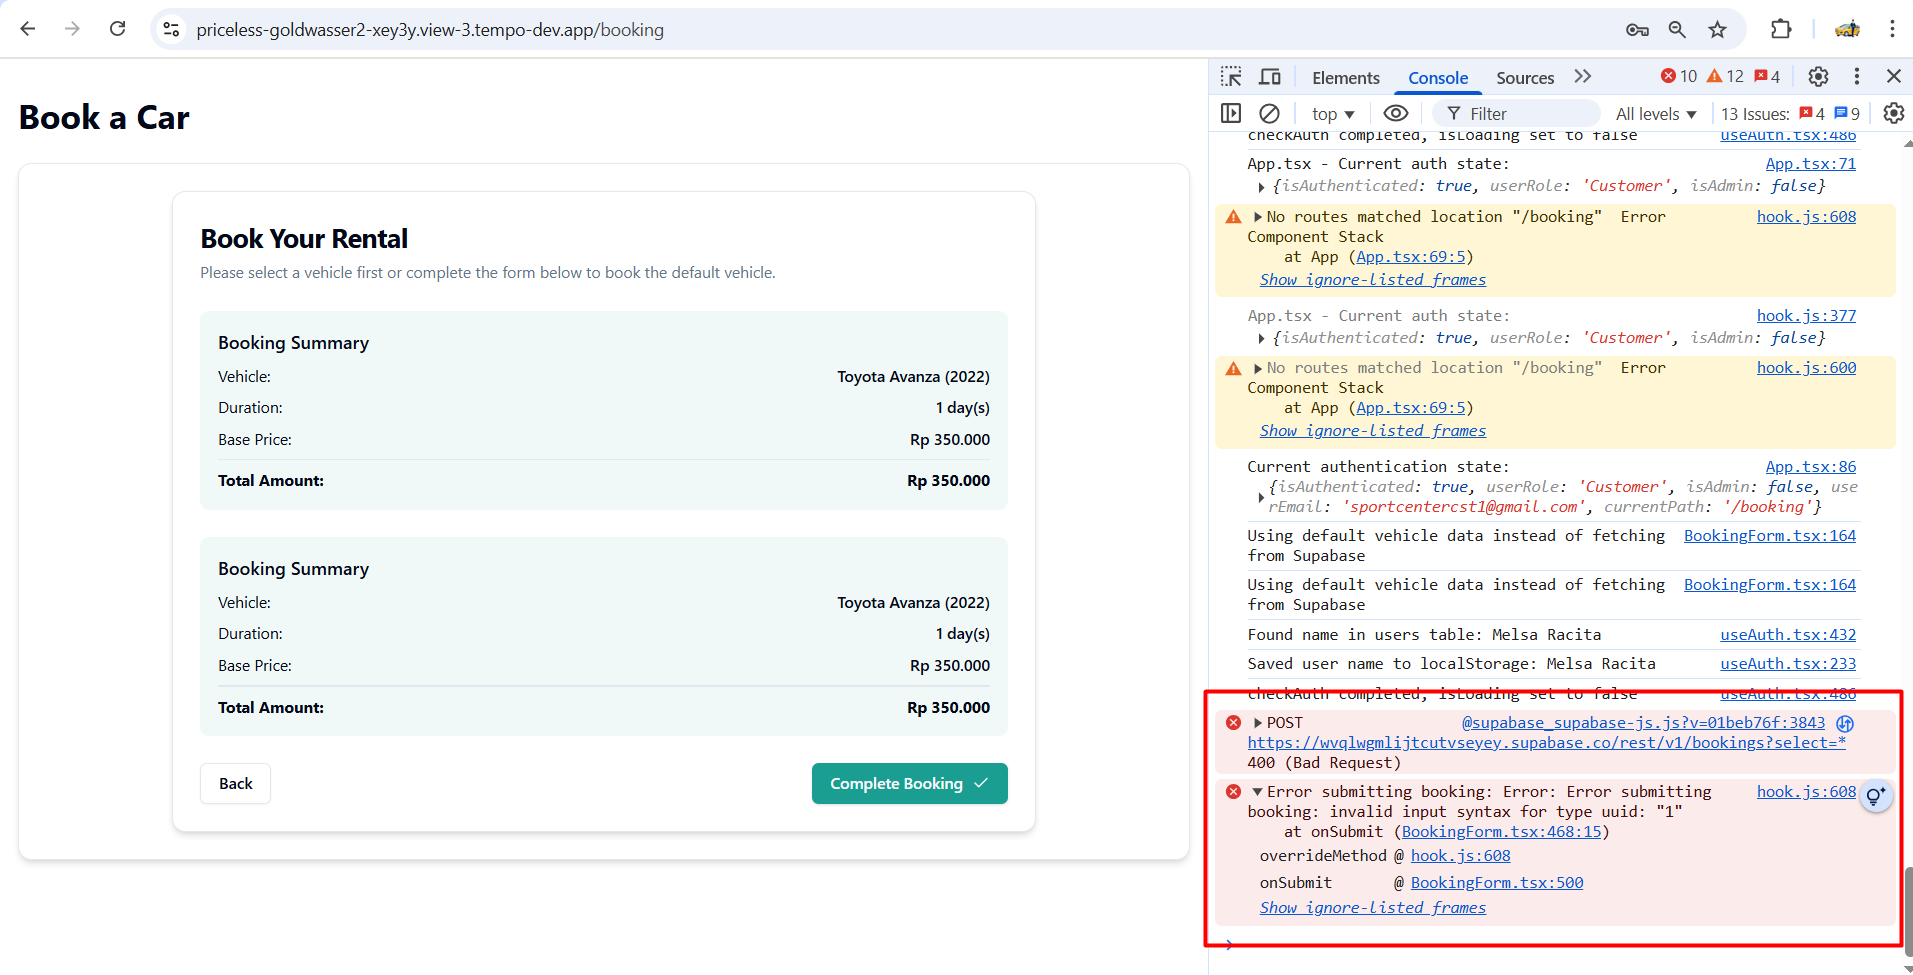 priceless-goldwasser2-xey3y.view-3.tempo-dev.app/booking
Book a Car
Book Your Rental
Please select a vehicle first or complete the form below to book the default vehicle.
Booking Summary
Vehicle: Toyota Avanza (2022)
Duration: 1 day(s)
Base Price: Rp 350.000
Total Amount: Rp 350.000
Booking Summary
Vehicle: Toyota Avanza (2022)
Duration: 1 day(s)
Base Price: Rp 350.000
Total Amount: Rp 350.000
Back
Complete Booking
Elements Console Sources 10 12 4
top Filter All levels 13 Issues: 4 9
checkAuth completed, isLoading set to false useAuth.tsx:486
App.tsx - Current auth state: App.tsx:71
{isAuthenticated: true, userRole: 'Customer', isAdmin: false}
No routes matched location "/booking" Error hook.js:608
Component Stack
at App (App.tsx:69:5)
Show ignore-listed frames
App.tsx - Current auth state: hook.js:377
{isAuthenticated: true, userRole: 'Customer', isAdmin: false}
No routes matched location "/booking" Error hook.js:600
Component Stack
at App (App.tsx:69:5)
Show ignore-listed frames
Current authentication state: App.tsx:86
{isAuthenticated: true, userRole: 'Customer', isAdmin: false, use
rEmail: 'sportcentercst1@gmail.com', currentPath: '/booking'}
Using default vehicle data instead of fetching BookingForm.tsx:164
from Supabase
Using default vehicle data instead of fetching BookingForm.tsx:164
from Supabase
Found name in users table: Melsa Racita useAuth.tsx:432
Saved user name to localStorage: Melsa Racita useAuth.tsx:233
checkAuth completed, isLoading set to false useAuth.tsx:486
POST @supabase_supabase-js.js?v=01beb76f:3843
https://wvqlwgmlijtcutvseyey.supabase.co/rest/v1/bookings?select=*
400 (Bad Request)
Error submitting booking: Error: Error submitting hook.js:608
booking: invalid input syntax for type uuid: "1"
at onSubmit (BookingForm.tsx:468:15)
overrideMethod @ hook.js:608
onSubmit @ BookingForm.tsx:500
Show ignore-listed frames